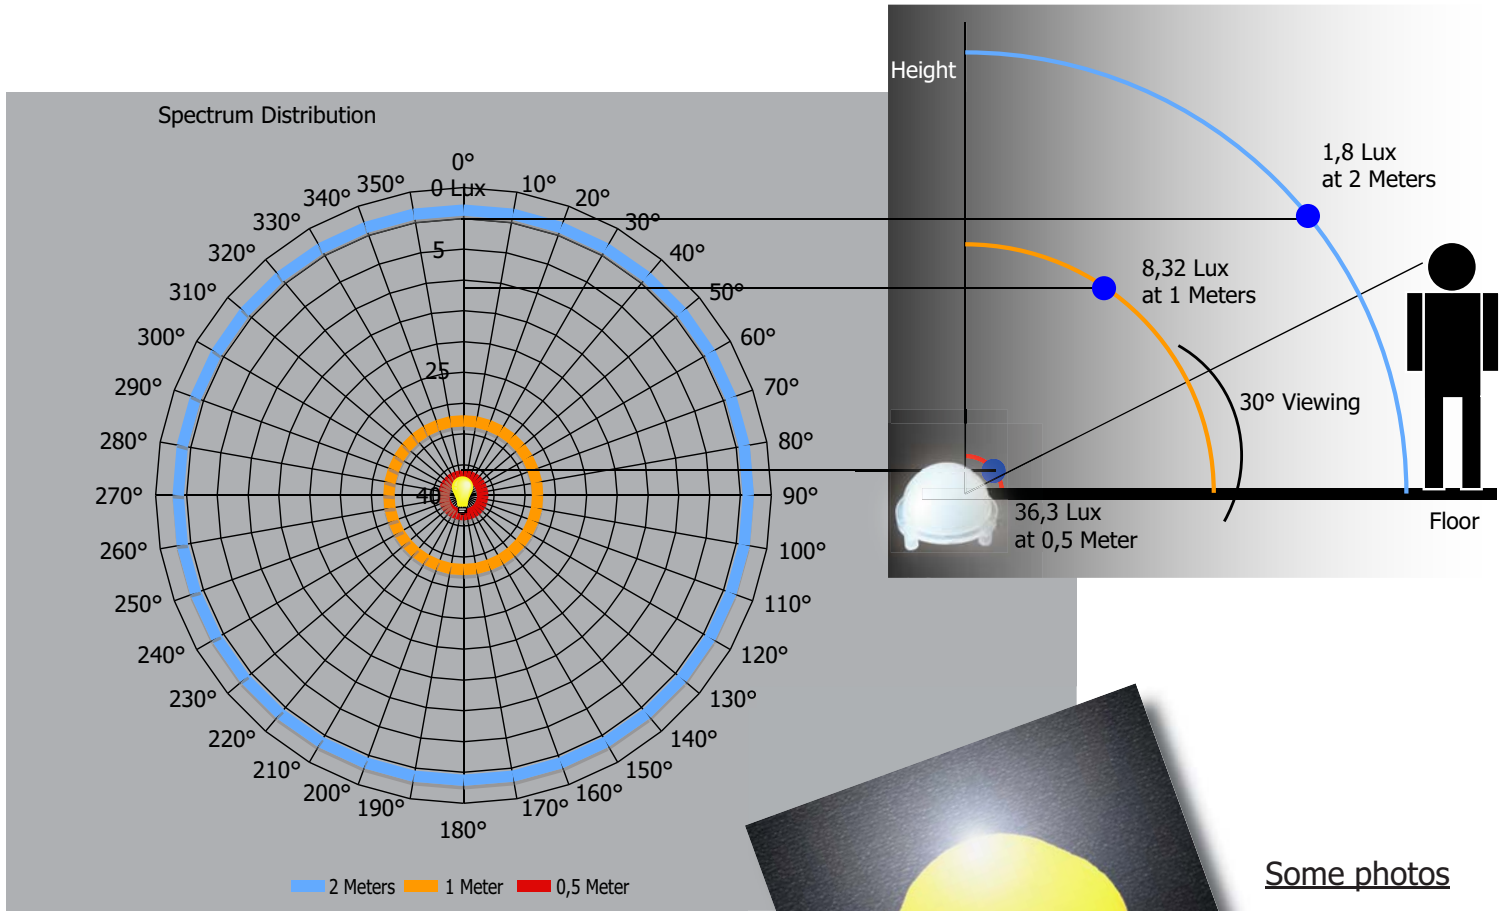 Spectrum Distribution
0°
0 Lux
10°
20°
30°
40°
50°
60°
70°
80°
90°
100°
110°
120°
130°
140°
150°
160°
170°
180°
190°
200°
210°
220°
230°
240°
250°
260°
270°
280°
290°
300°
310°
320°
330°
340°
350°
5
25
40
2 Meters
1 Meter
0,5 Meter
Height
1,8 Lux
at 2 Meters
8,32 Lux
at 1 Meters
30° Viewing
36,3 Lux
at 0,5 Meter
Floor
Some photos